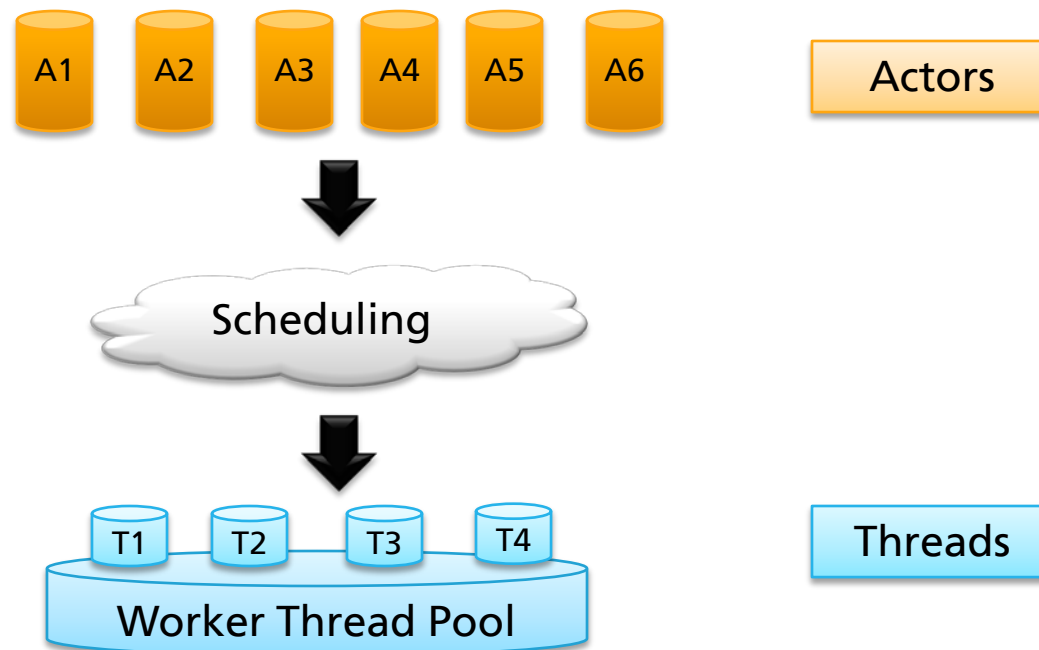 A1 A2 A3 A4 A5 A6 Actors
Scheduling
T1 T2 T3 T4 Threads
Worker Thread Pool